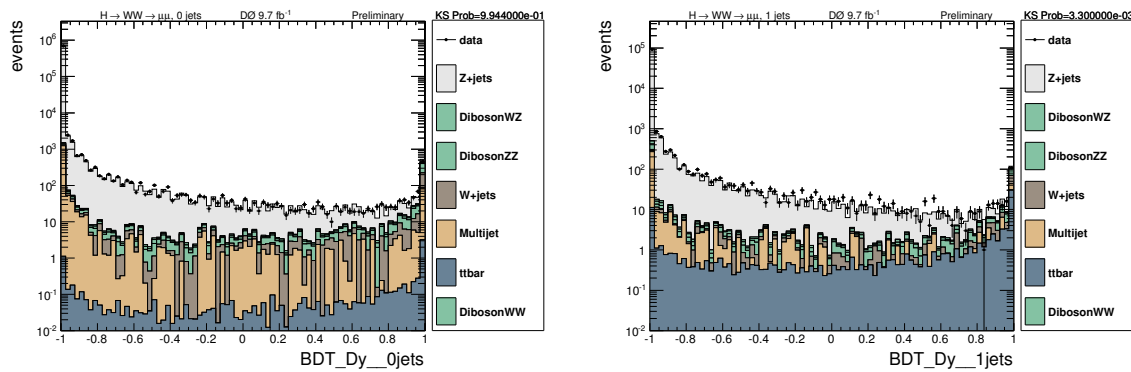 H → WW → μμ, 0 jets DØ 9.7 fb⁻¹ Preliminary KS Prob=9.944000e-01
events
10⁶
10⁵
10⁴
10³
10²
10
1
10⁻¹
10⁻²
-1 -0.8 -0.6 -0.4 -0.2 0 0.2 0.4 0.6 0.8 1
BDT_Dy__0jets
data
Z+jets
DibosonWZ
DibosonZZ
W+jets
Multijet
ttbar
DibosonWW
H → WW → μμ, 1 jets DØ 9.7 fb⁻¹ Preliminary KS Prob=3.300000e-03
events
10⁵
10⁴
10³
10²
10
1
10⁻¹
10⁻²
-1 -0.8 -0.6 -0.4 -0.2 0 0.2 0.4 0.6 0.8 1
BDT_Dy__1jets
data
Z+jets
DibosonWZ
DibosonZZ
W+jets
Multijet
ttbar
DibosonWW